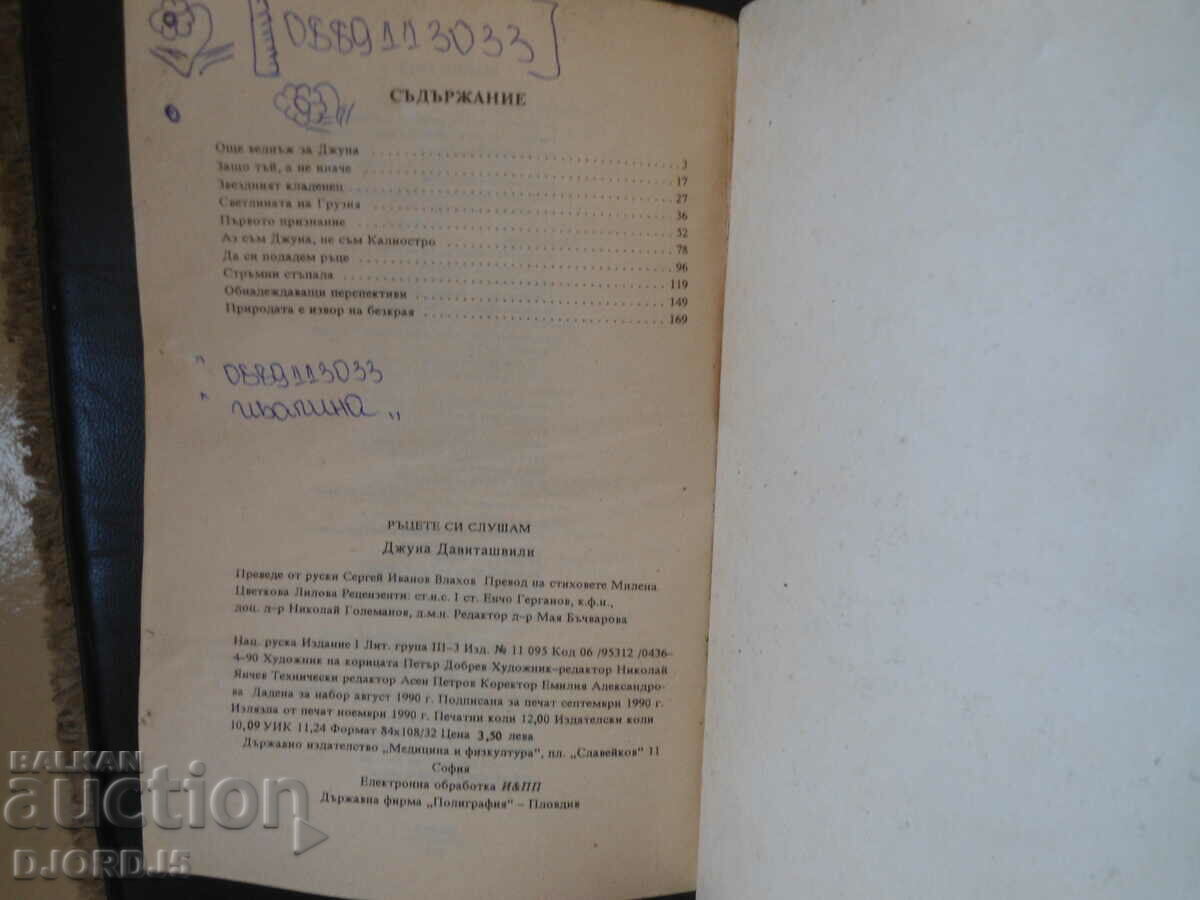 [0889113033]
СЪДЪРЖАНИЕ
Още веднъж за Джуна 3
Защо тъй, а не иначе 17
Звездният кладенец 27
Светлината на Грузия 36
Първото признание 52
Аз съм Джуна, не съм Калиостро 78
Да си подадем ръце 96
Стръмни стъпала 119
Обнадеждаващи перспективи 149
Природата е извор на безкрая 169
" 0889113033
" ивалина „
РЪЦЕТЕ СИ СЛУШАМ
Джуна Давиташвили
Преведе от руски Сергей Иванов Влахов Превод на стиховете Милена
Цветкова Лилова Рецензенти: ст.н.с. I ст. Енчо Герганов, к.ф.н.,
доц. д-р Николай Големанов, д.м.н. Редактор д-р Мая Бъчварова
Нац. руска Издание I Лит. група III–3 Изд. № 11 095 Код 06 /95312 /0436-
4–90 Художник на корицата Петър Добрев Художник-редактор Николай
Янчев Технически редактор Асен Петров Коректор Емилия Александро-
ва Дадена за набор август 1990 г. Подписана за печат септември 1990 г.
Излязла от печат ноември 1990 г. Печатни коли 12,00 Издателски коли
10,09 УИК 11,24 Формат 84х108/32 Цена 3,50 лева
Държавно издателство „Медицина и физкултура“, пл. „Славейков“ 11
София
Електронна обработка И&ПП
Държавна фирма „Полиграфия“ – Пловдив
BALKAN
auction
DJORDJ5